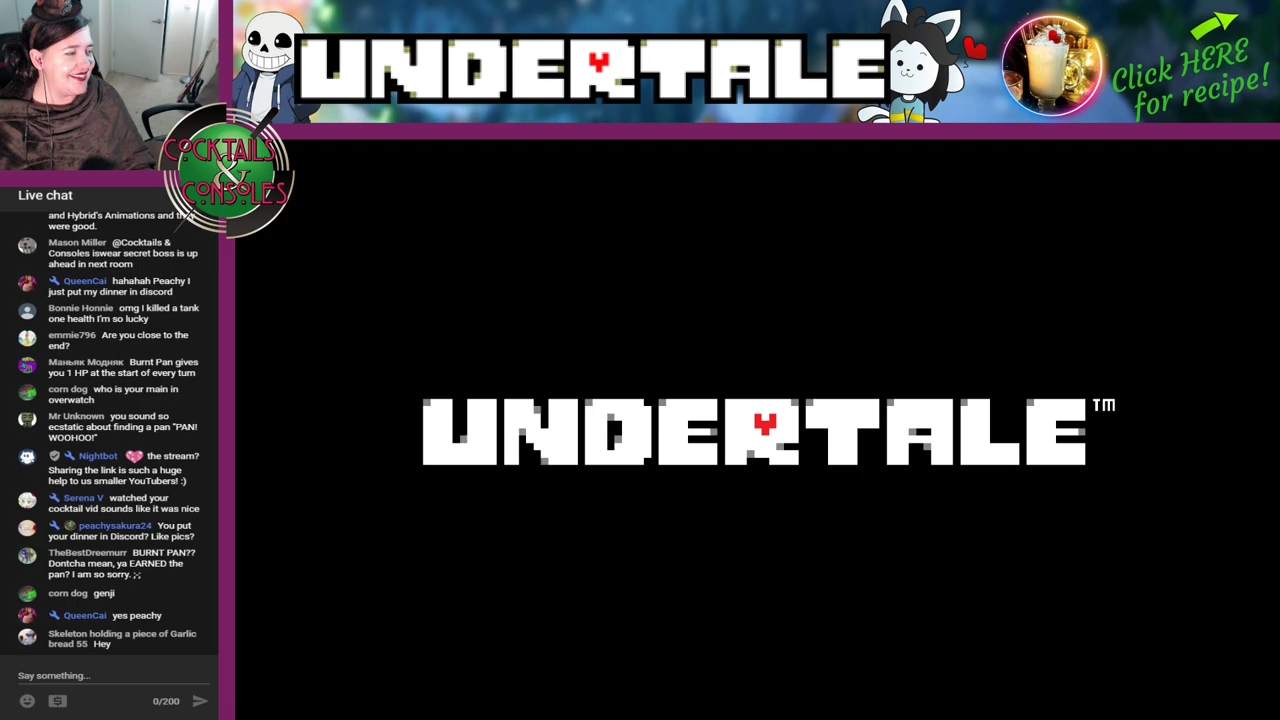 UNDERTALE
Click HERE
for recipe!
COCKTAILS
&
CONSOLES
Live chat
and Hybrid's Animations and they
were good.
Mason Miller @Cocktails &
Consoles iswear secret boss is up
ahead in next room
QueenCai hahahah Peachy I
just put my dinner in discord
Bonnie Honnie omg I killed a tank
one health I'm so lucky
emmie796 Are you close to the
end?
Маньяк Модняк Burnt Pan gives
you 1 HP at the start of every turn
corn dog who is your main in
overwatch
Mr Unknown you sound so
ecstatic about finding a pan "PAN!
WOOHOO!"
Nightbot the stream?
Sharing the link is such a huge
help to us smaller YouTubers! :)
Serena V watched your
cocktail vid sounds like it was nice
peachysakura24 You put
your dinner in Discord? Like pics?
TheBestDreemurr BURNT PAN??
Dontcha mean, ya EARNED the
pan? I am so sorry. ;;
corn dog genji
QueenCai yes peachy
Skeleton holding a piece of Garlic
bread 55 Hey
Say something...
0/200
UNDERTALE™